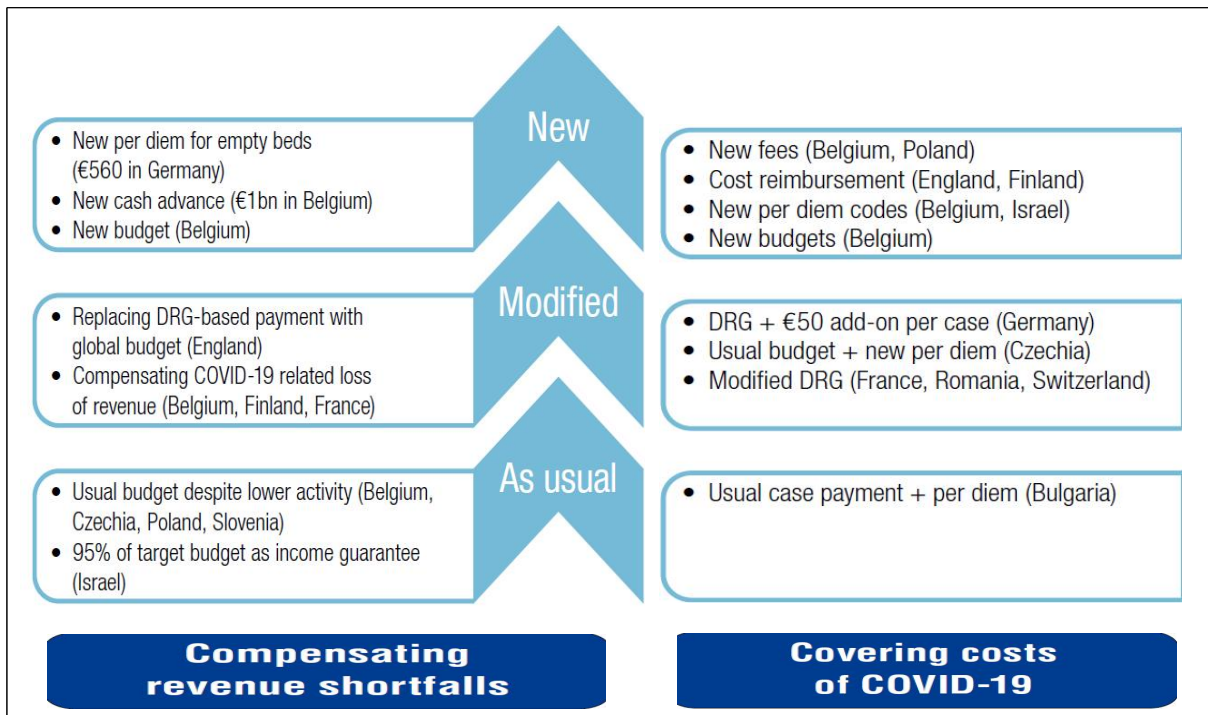 New
• New per diem for empty beds
(€560 in Germany)
• New cash advance (€1bn in Belgium)
• New budget (Belgium)
• New fees (Belgium, Poland)
• Cost reimbursement (England, Finland)
• New per diem codes (Belgium, Israel)
• New budgets (Belgium)
Modified
• Replacing DRG-based payment with
global budget (England)
• Compensating COVID-19 related loss
of revenue (Belgium, Finland, France)
• DRG + €50 add-on per case (Germany)
• Usual budget + new per diem (Czechia)
• Modified DRG (France, Romania, Switzerland)
As usual
• Usual budget despite lower activity (Belgium,
Czechia, Poland, Slovenia)
• 95% of target budget as income guarantee
(Israel)
• Usual case payment + per diem (Bulgaria)
Compensating
revenue shortfalls
Covering costs
of COVID-19